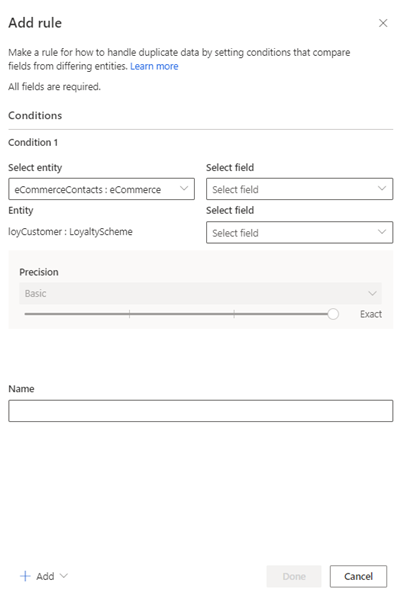 Add rule
Make a rule for how to handle duplicate data by setting conditions that compare
fields from differing entities. Learn more
All fields are required.
Conditions
Condition 1
Select entity Select field
eCommerceContacts : eCommerce Select field
Entity Select field
loyCustomer : LoyaltyScheme Select field
Precision
Basic
Exact
Name
Add Done Cancel